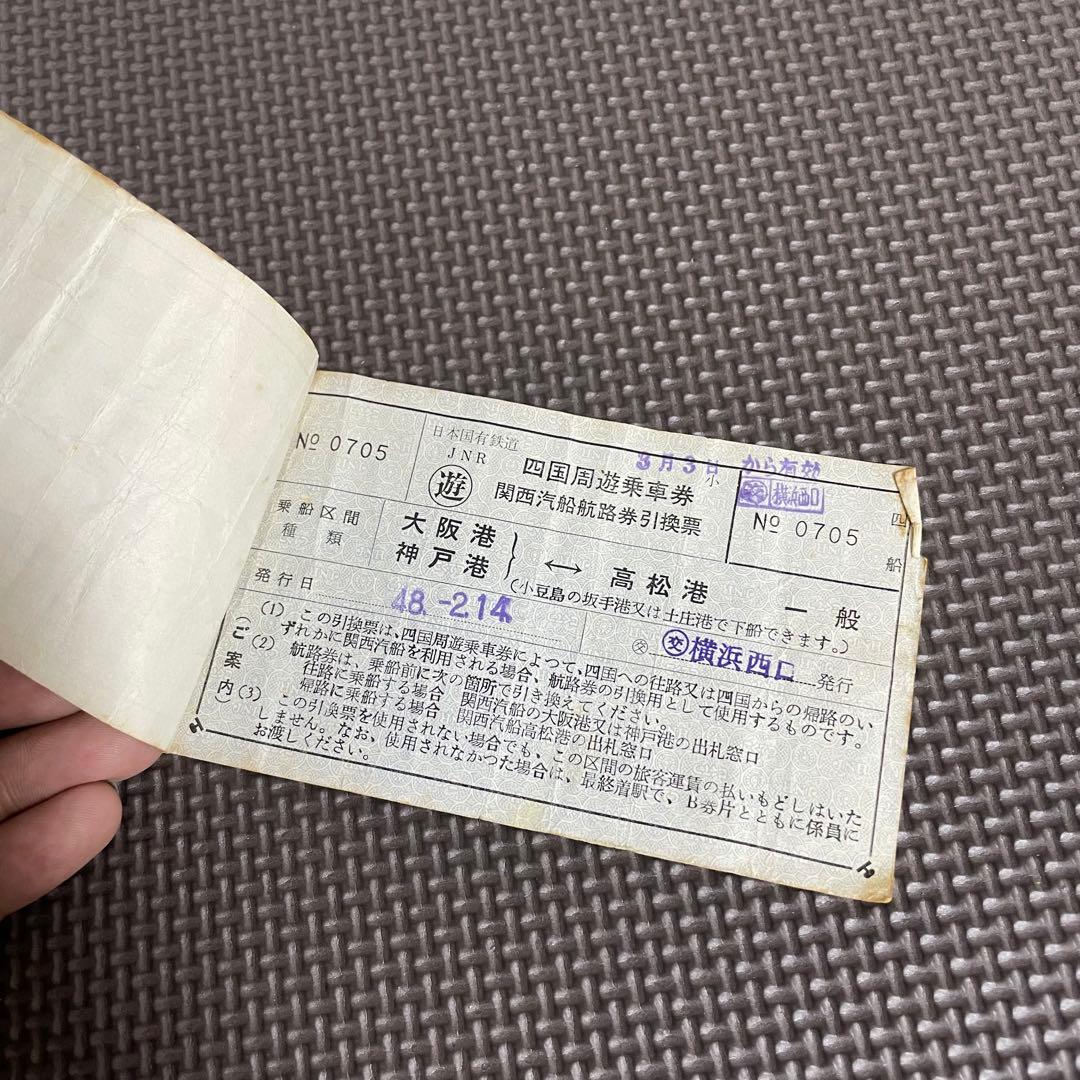 № 0705
日本国有鉄道
JNR
遊
四国周遊乗車券
関西汽船航路券引換票
3月3日 から有効
小
交 横浜西口
№ 0705
四
船
乗船区間
種類
大阪港
神戸港
↔ 高松港
一般
(小豆島の坂手港又は土庄港で下船できます。)
発行日
48.-2.14
交
交横浜西口
発行
(ご案内)
(1) この引換票は、四国周遊乗車券によつて、四国への往路又は四国からの帰路のい
ずれかに関西汽船を利用される場合、航路券の引換用として使用するものです。
(2) 航路券は、乗船前に次の箇所で引き換えてください。
往路に乗船する場合 関西汽船の大阪港又は神戸港の出札窓口
帰路に乗船する場合 関西汽船高松港の出札窓口
(3) この引換票を使用されない場合でも、この区間の旅客運賃の払いもどしはいた
しません。なお、使用されなかつた場合は、最終着駅で、B券片とともに係員に
お渡しください。